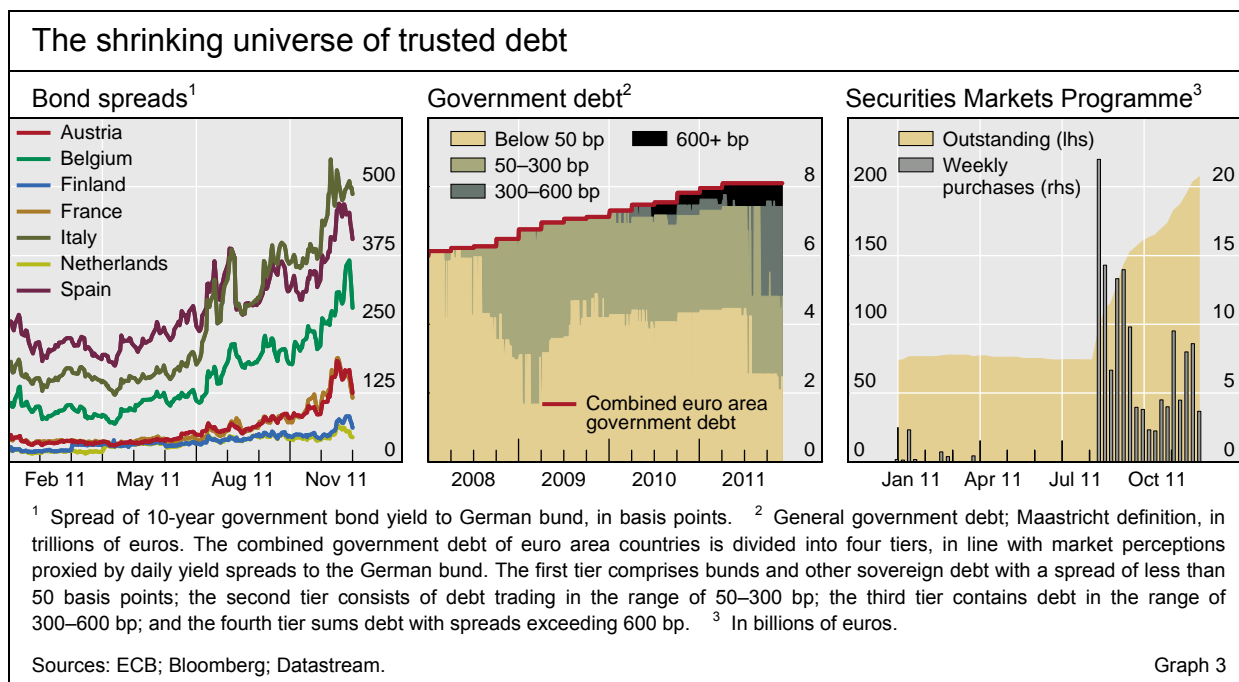 The shrinking universe of trusted debt
Bond spreads1
Government debt2
Securities Markets Programme3
Austria
Belgium
Finland
France
Italy
Netherlands
Spain
500
375
250
125
0
Feb 11 May 11 Aug 11 Nov 11
Below 50 bp
50–300 bp
300–600 bp
600+ bp
Combined euro area
government debt
8
6
4
2
0
2008 2009 2010 2011
Outstanding (lhs)
Weekly
purchases (rhs)
200
150
100
50
0
20
15
10
5
0
Jan 11 Apr 11 Jul 11 Oct 11
1 Spread of 10-year government bond yield to German bund, in basis points. 2 General government debt; Maastricht definition, in
trillions of euros. The combined government debt of euro area countries is divided into four tiers, in line with market perceptions
proxied by daily yield spreads to the German bund. The first tier comprises bunds and other sovereign debt with a spread of less than
50 basis points; the second tier consists of debt trading in the range of 50–300 bp; the third tier contains debt in the range of
300–600 bp; and the fourth tier sums debt with spreads exceeding 600 bp. 3 In billions of euros.
Sources: ECB; Bloomberg; Datastream.
Graph 3